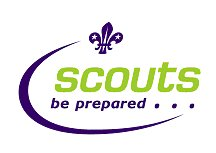 scouts
be prepared . . .